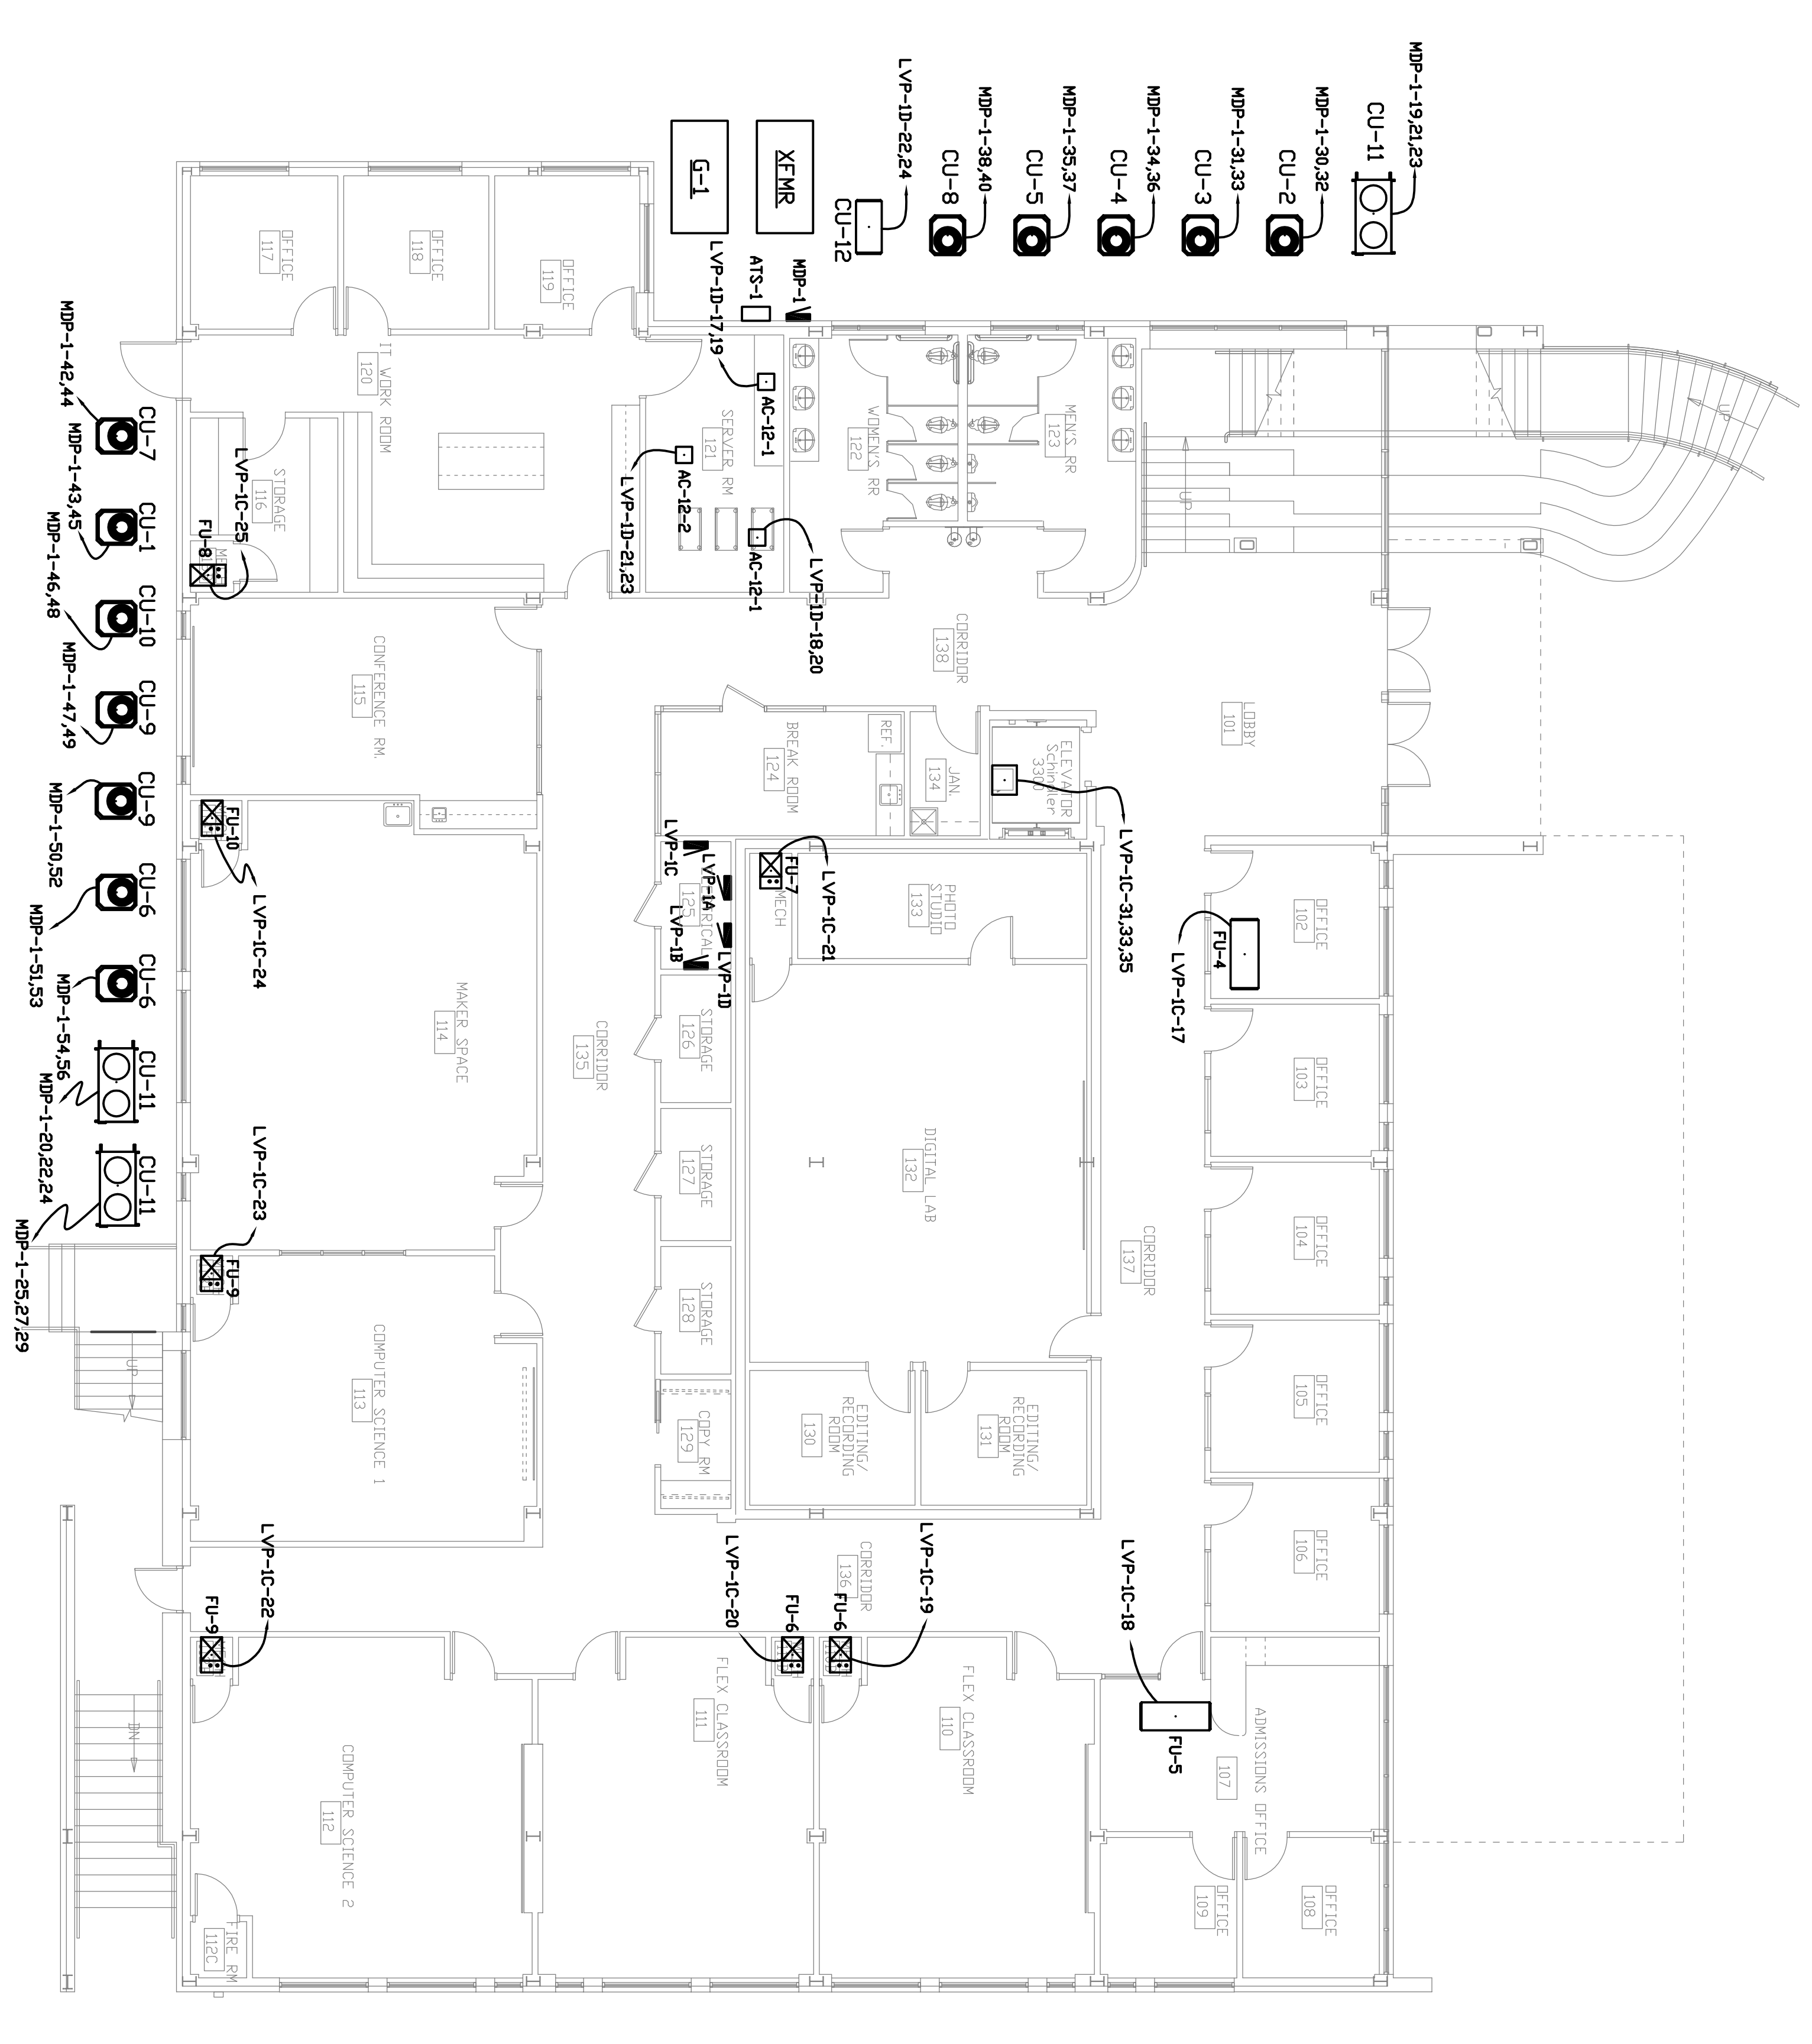 MDP-1-19,21,23
CU-11
MDP-1-30,32
CU-2
MDP-1-31,33
CU-3
MDP-1-34,36
CU-4
MDP-1-35,37
CU-5
MDP-1-38,40
CU-8
LVP-1D-22,24
CU-12
XFMR
G-1
MDP-1
ATS-1
LVP-1D-17,19
AC-12-1
AC-12-2
LVP-1D-21,23
AC-12-1
LVP-1D-18,20
SERVER RM
121
WOMEN'S RR
122
MEN'S RR
123
UP
UP
OFFICE
119
OFFICE
118
OFFICE
117
IT WORK ROOM
120
STORAGE
116
LVP-1C-25
FU-8
CORRIDOR
138
LOBBY
101
CONFERENCE RM.
115
BREAK ROOM
124
REF.
JAN.
134
ELEVATOR
Schindler
3300
LVP-1C-31,33,35
LVP-1C
LVP-1A
ELECTRICAL
125
LVP-1B
LVP-1D
FU-7
MECH
LVP-1C-21
PHOTO
STUDIO
133
OFFICE
102
FU-4
LVP-1C-17
OFFICE
103
OFFICE
104
OFFICE
105
OFFICE
106
CORRIDOR
137
DIGITAL LAB
132
STORAGE
126
STORAGE
127
STORAGE
128
COPY RM
129
EDITING/
RECORDING
ROOM
130
EDITING/
RECORDING
ROOM
131
CORRIDOR
135
CORRIDOR
136
MAKER SPACE
114
FU-10
LVP-1C-24
LVP-1C-23
FU-9
COMPUTER SCIENCE 1
113
LVP-1C-22
FU-9
COMPUTER SCIENCE 2
112
FIRE RM
112C
LVP-1C-20
FU-6
FLEX CLASSROOM
111
LVP-1C-19
FU-6
FLEX CLASSROOM
110
LVP-1C-18
FU-5
ADMISSIONS OFFICE
107
OFFICE
108
OFFICE
109
CU-7
MDP-1-42,44
CU-1
MDP-1-43,45
CU-10
MDP-1-46,48
CU-9
MDP-1-47,49
CU-9
MDP-1-50,52
CU-6
MDP-1-51,53
CU-6
MDP-1-54,56
CU-11
MDP-1-20,22,24
CU-11
MDP-1-25,27,29
UP
DN